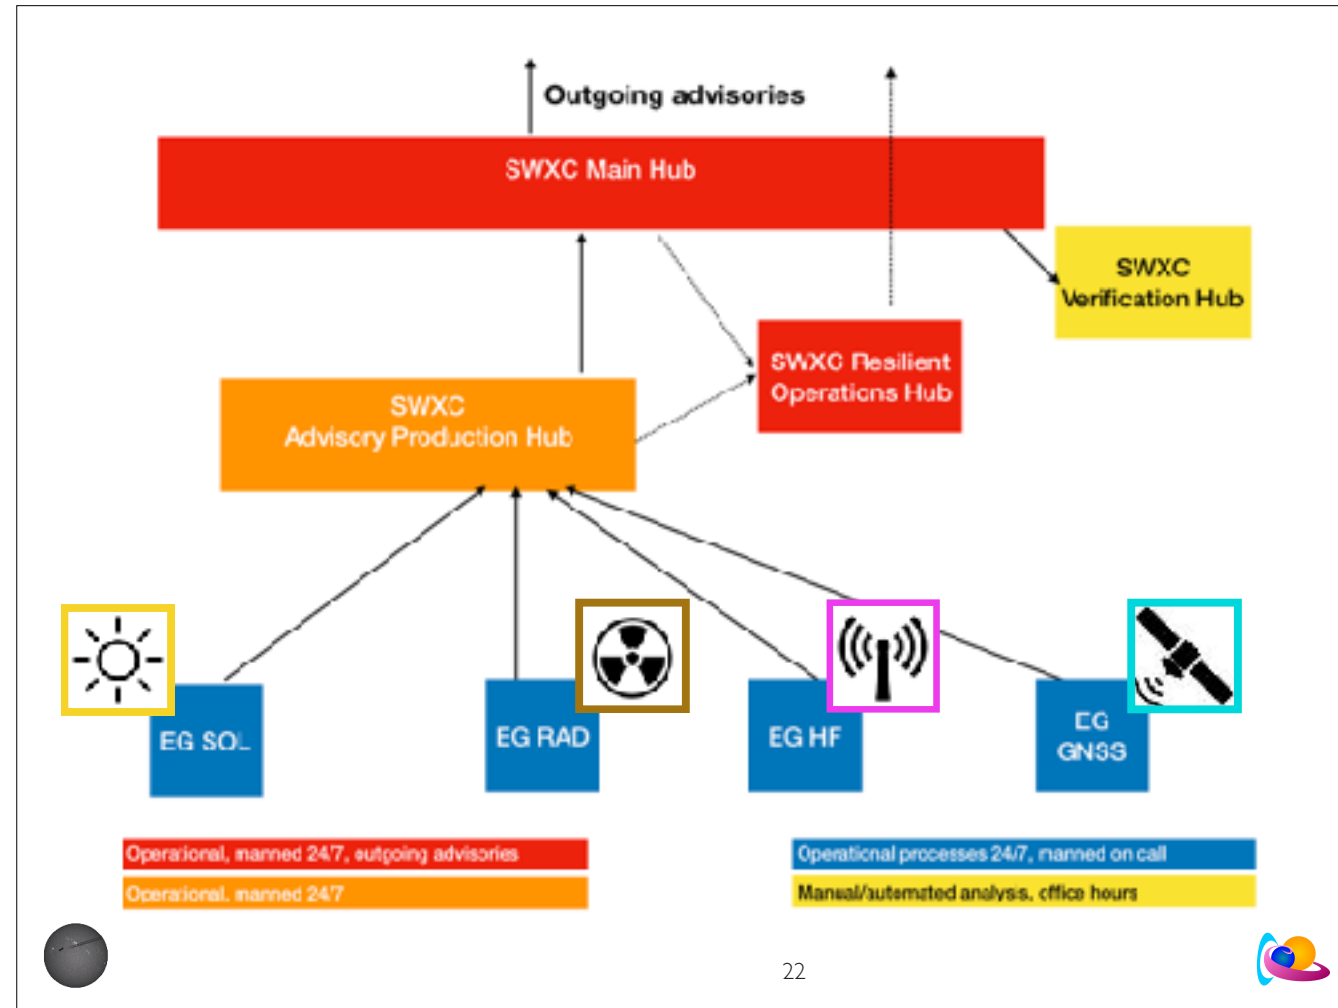 Outgoing advisories
SWXC Main Hub
SWXC
Verification Hub
SWXC Resilient
Operations Hub
SWXC
Advisory Production Hub
EG SOL
EG RAD
EG HF
EG
GNSS
Operational, manned 24/7, outgoing advisories
Operational, manned 24/7
Operational processes 24/7, manned on call
Manual/automated analysis, office hours
22